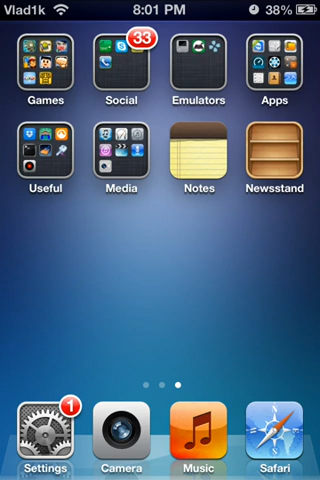 Vlad1k 8:01 PM 38%
33
Games Social Emulators Apps
Useful Media Notes Newsstand
1
Settings Camera Music Safari